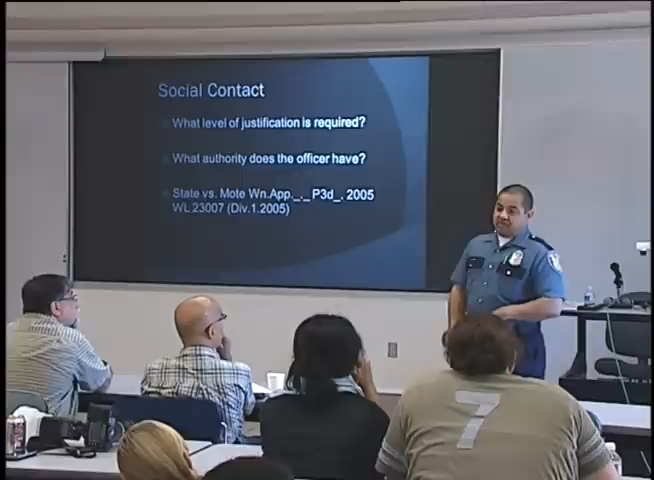 Social Contact
What level of justification is required?
What authority does the officer have?
State vs. Mote Wn.App._._ P3d_. 2005
WL 23007 (Div.1.2005)
7